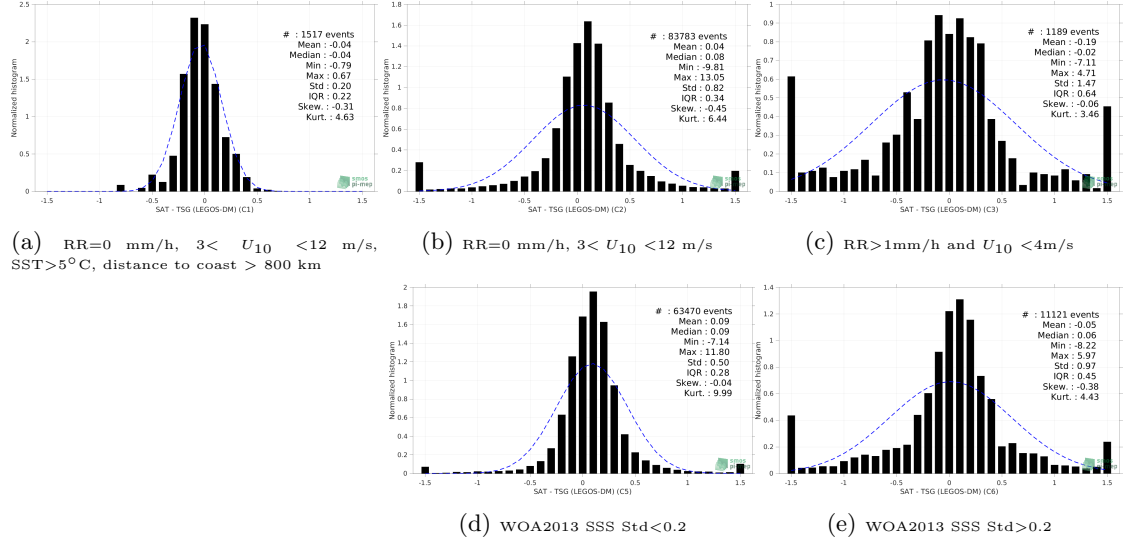 2.5
2
1.5
1
0.5
0
Normalized histogram
-1.5 -1 -0.5 0 0.5 1 1.5
SAT - TSG (LEGOS-DM) (C1)
# : 1517 events
Mean : -0.04
Median : -0.04
Min : -0.79
Max : 0.67
Std : 0.20
IQR : 0.22
Skew. : -0.31
Kurt. : 4.63
smos
pi-mep
(a) RR=0 mm/h, 3< U10 <12 m/s,
SST>5°C, distance to coast > 800 km
1.8
1.6
1.4
1.2
1
0.8
0.6
0.4
0.2
0
Normalized histogram
-1.5 -1 -0.5 0 0.5 1 1.5
SAT - TSG (LEGOS-DM) (C2)
# : 83783 events
Mean : 0.04
Median : 0.08
Min : -9.81
Max : 13.05
Std : 0.82
IQR : 0.34
Skew. : -0.45
Kurt. : 6.44
smos
pi-mep
(b) RR=0 mm/h, 3< U10 <12 m/s
1
0.9
0.8
0.7
0.6
0.5
0.4
0.3
0.2
0.1
0
Normalized histogram
-1.5 -1 -0.5 0 0.5 1 1.5
SAT - TSG (LEGOS-DM) (C3)
# : 1189 events
Mean : -0.19
Median : -0.02
Min : -7.11
Max : 4.71
Std : 1.47
IQR : 0.64
Skew. : -0.06
Kurt. : 3.46
smos
pi-mep
(c) RR>1mm/h and U10 <4m/s
2
1.8
1.6
1.4
1.2
1
0.8
0.6
0.4
0.2
0
Normalized histogram
-1.5 -1 -0.5 0 0.5 1 1.5
SAT - TSG (LEGOS-DM) (C5)
# : 63470 events
Mean : 0.09
Median : 0.09
Min : -7.14
Max : 11.80
Std : 0.50
IQR : 0.28
Skew. : -0.04
Kurt. : 9.99
smos
pi-mep
(d) WOA2013 SSS Std<0.2
1.4
1.2
1
0.8
0.6
0.4
0.2
0
Normalized histogram
-1.5 -1 -0.5 0 0.5 1 1.5
SAT - TSG (LEGOS-DM) (C6)
# : 11121 events
Mean : -0.05
Median : 0.06
Min : -8.22
Max : 5.97
Std : 0.97
IQR : 0.45
Skew. : -0.38
Kurt. : 4.43
smos
pi-mep
(e) WOA2013 SSS Std>0.2